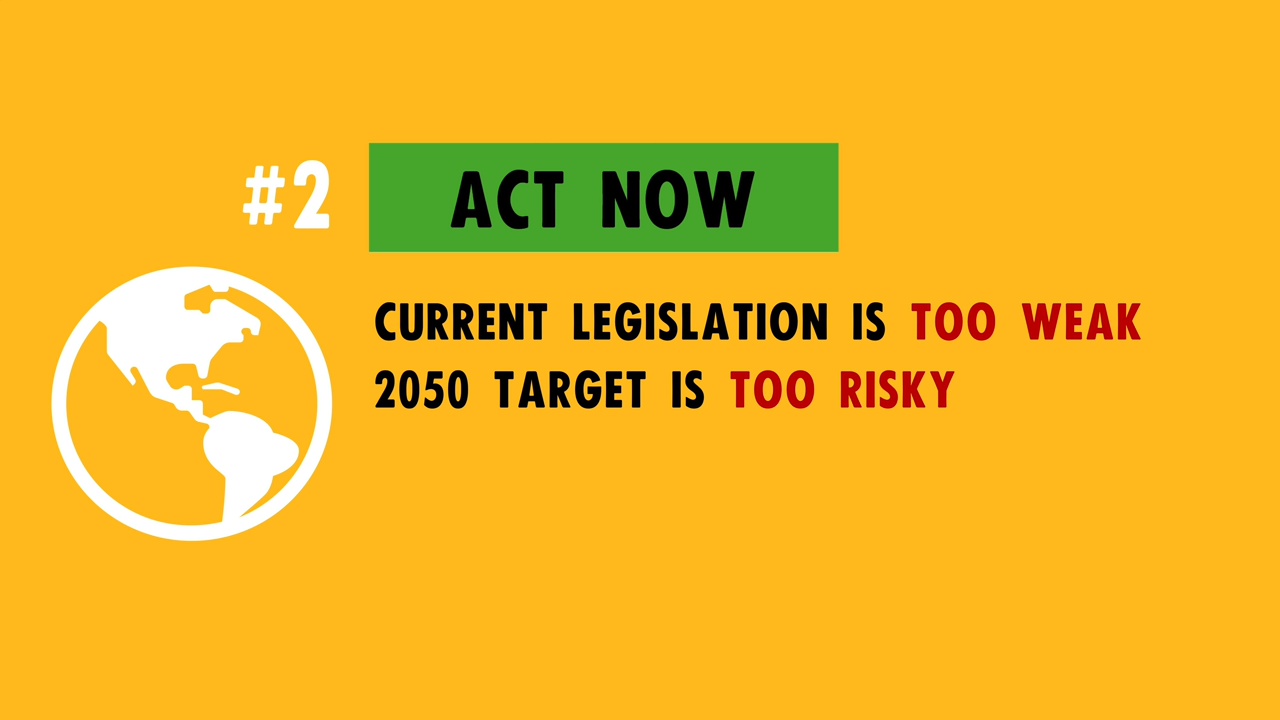 #2
ACT NOW
CURRENT LEGISLATION IS TOO WEAK
2050 TARGET IS TOO RISKY